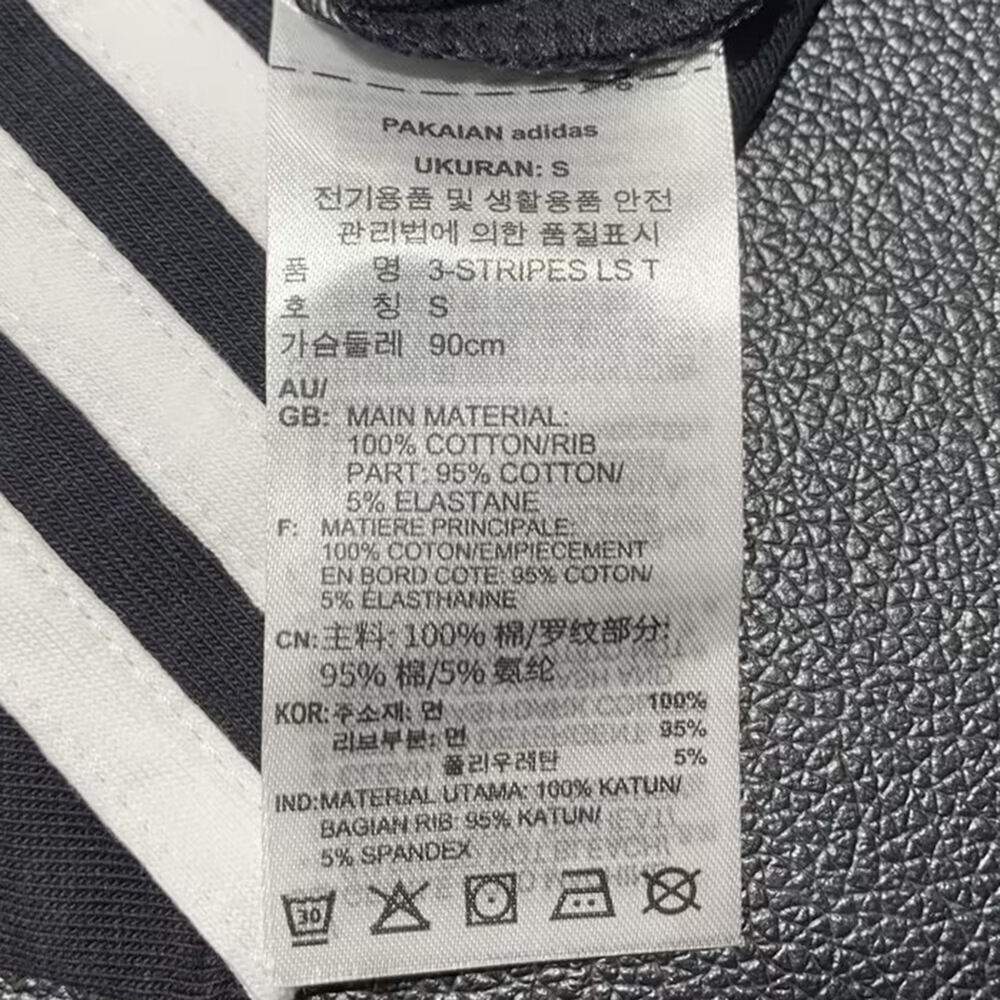 PAKAIAN adidas
UKURAN: S
전기용품 및 생활용품 안전
관리법에 의한 품질표시
품 명 3-STRIPES LS T
호 칭 S
가슴둘레 90cm
AU/
GB: MAIN MATERIAL:
100% COTTON/RIB
PART: 95% COTTON/
5% ELASTANE
F: MATIERE PRINCIPALE:
100% COTON/EMPIECEMENT
EN BORD COTE: 95% COTON/
5% ÉLASTHANNE
CN: 主料: 100% 棉/罗纹部分:
95% 棉/5% 氨纶
KOR: 주소재: 면 100%
리브부분: 면 95%
폴리우레탄 5%
IND: MATERIAL UTAMA: 100% KATUN/
BAGIAN RIB: 95% KATUN/
5% SPANDEX
30